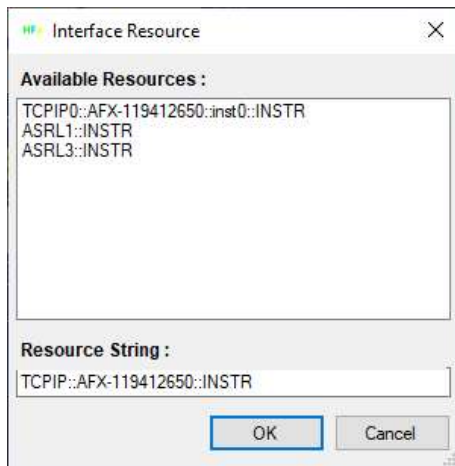 Interface Resource
Available Resources :
TCPIP0::AFX-119412650::inst0::INSTR
ASRL1::INSTR
ASRL3::INSTR
Resource String :
TCPIP::AFX-119412650::INSTR
OK Cancel